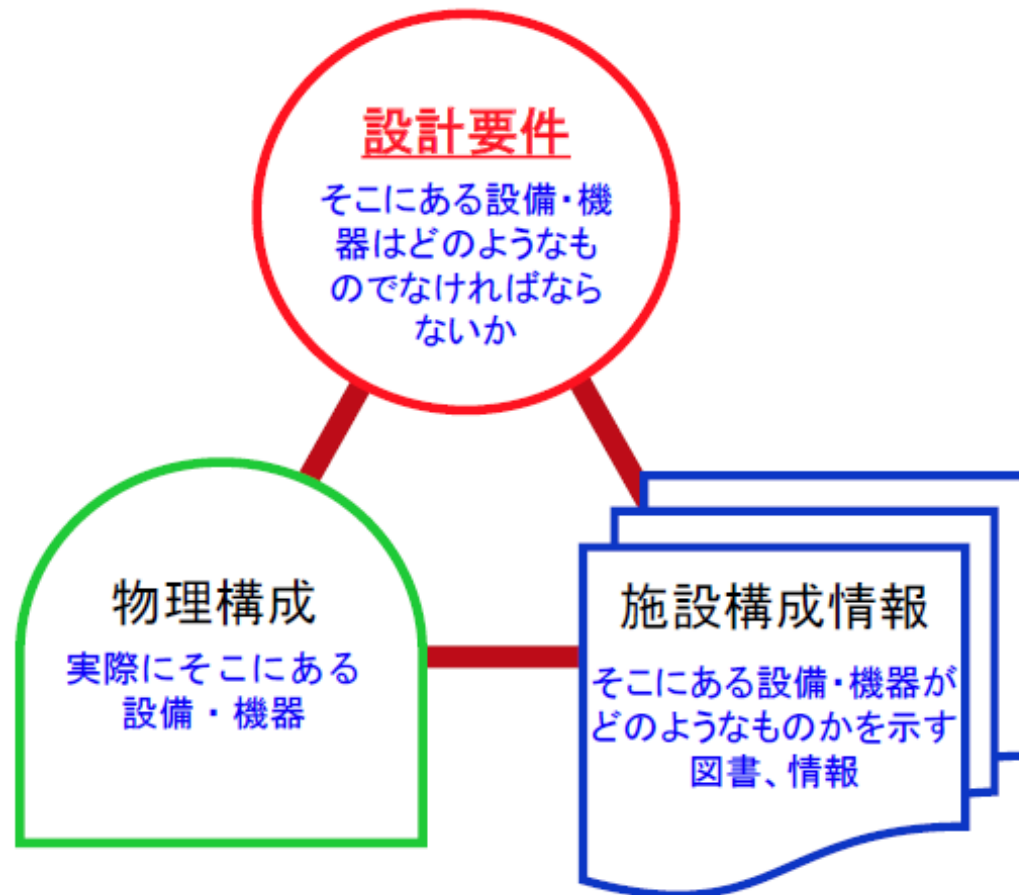 設計要件
そこにある設備・機
器はどのようなも
のでなければなら
ないか
物理構成
実際にそこにある
設備・機器
施設構成情報
そこにある設備・機器が
どのようなものかを示す
図書、情報